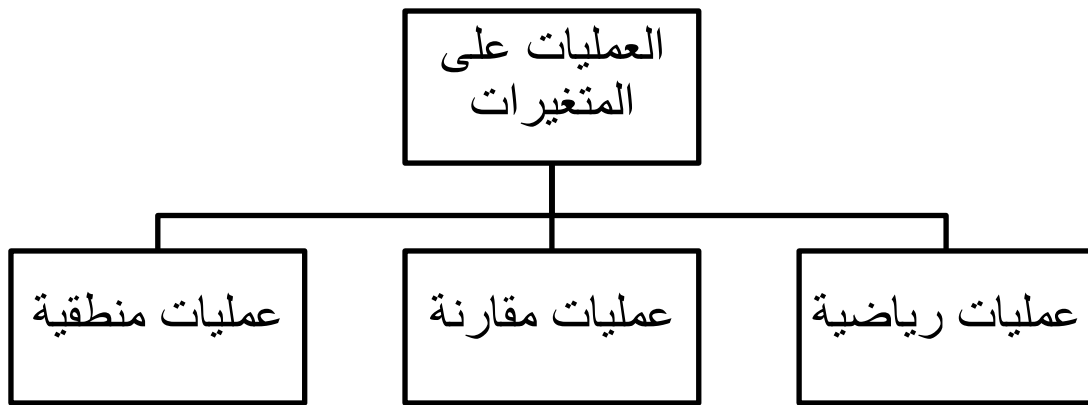 العمليات على
المتغيرات
عمليات رياضية
عمليات مقارنة
عمليات منطقية